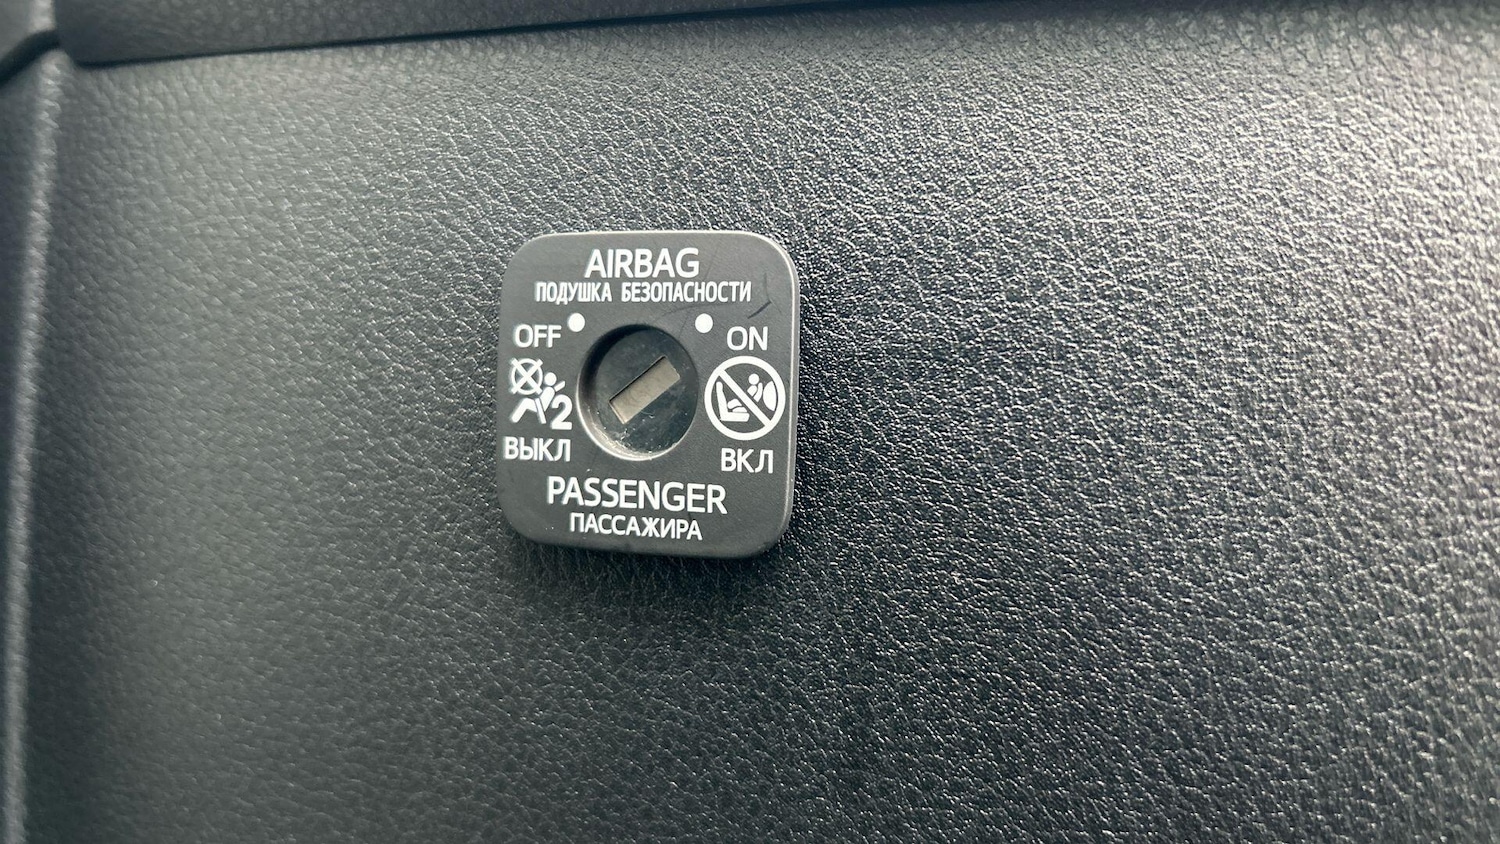 AIRBAG
ПОДУШКА БЕЗОПАСНОСТИ
OFF ON
2
ВЫКЛ ВКЛ
PASSENGER
ПАССАЖИРА